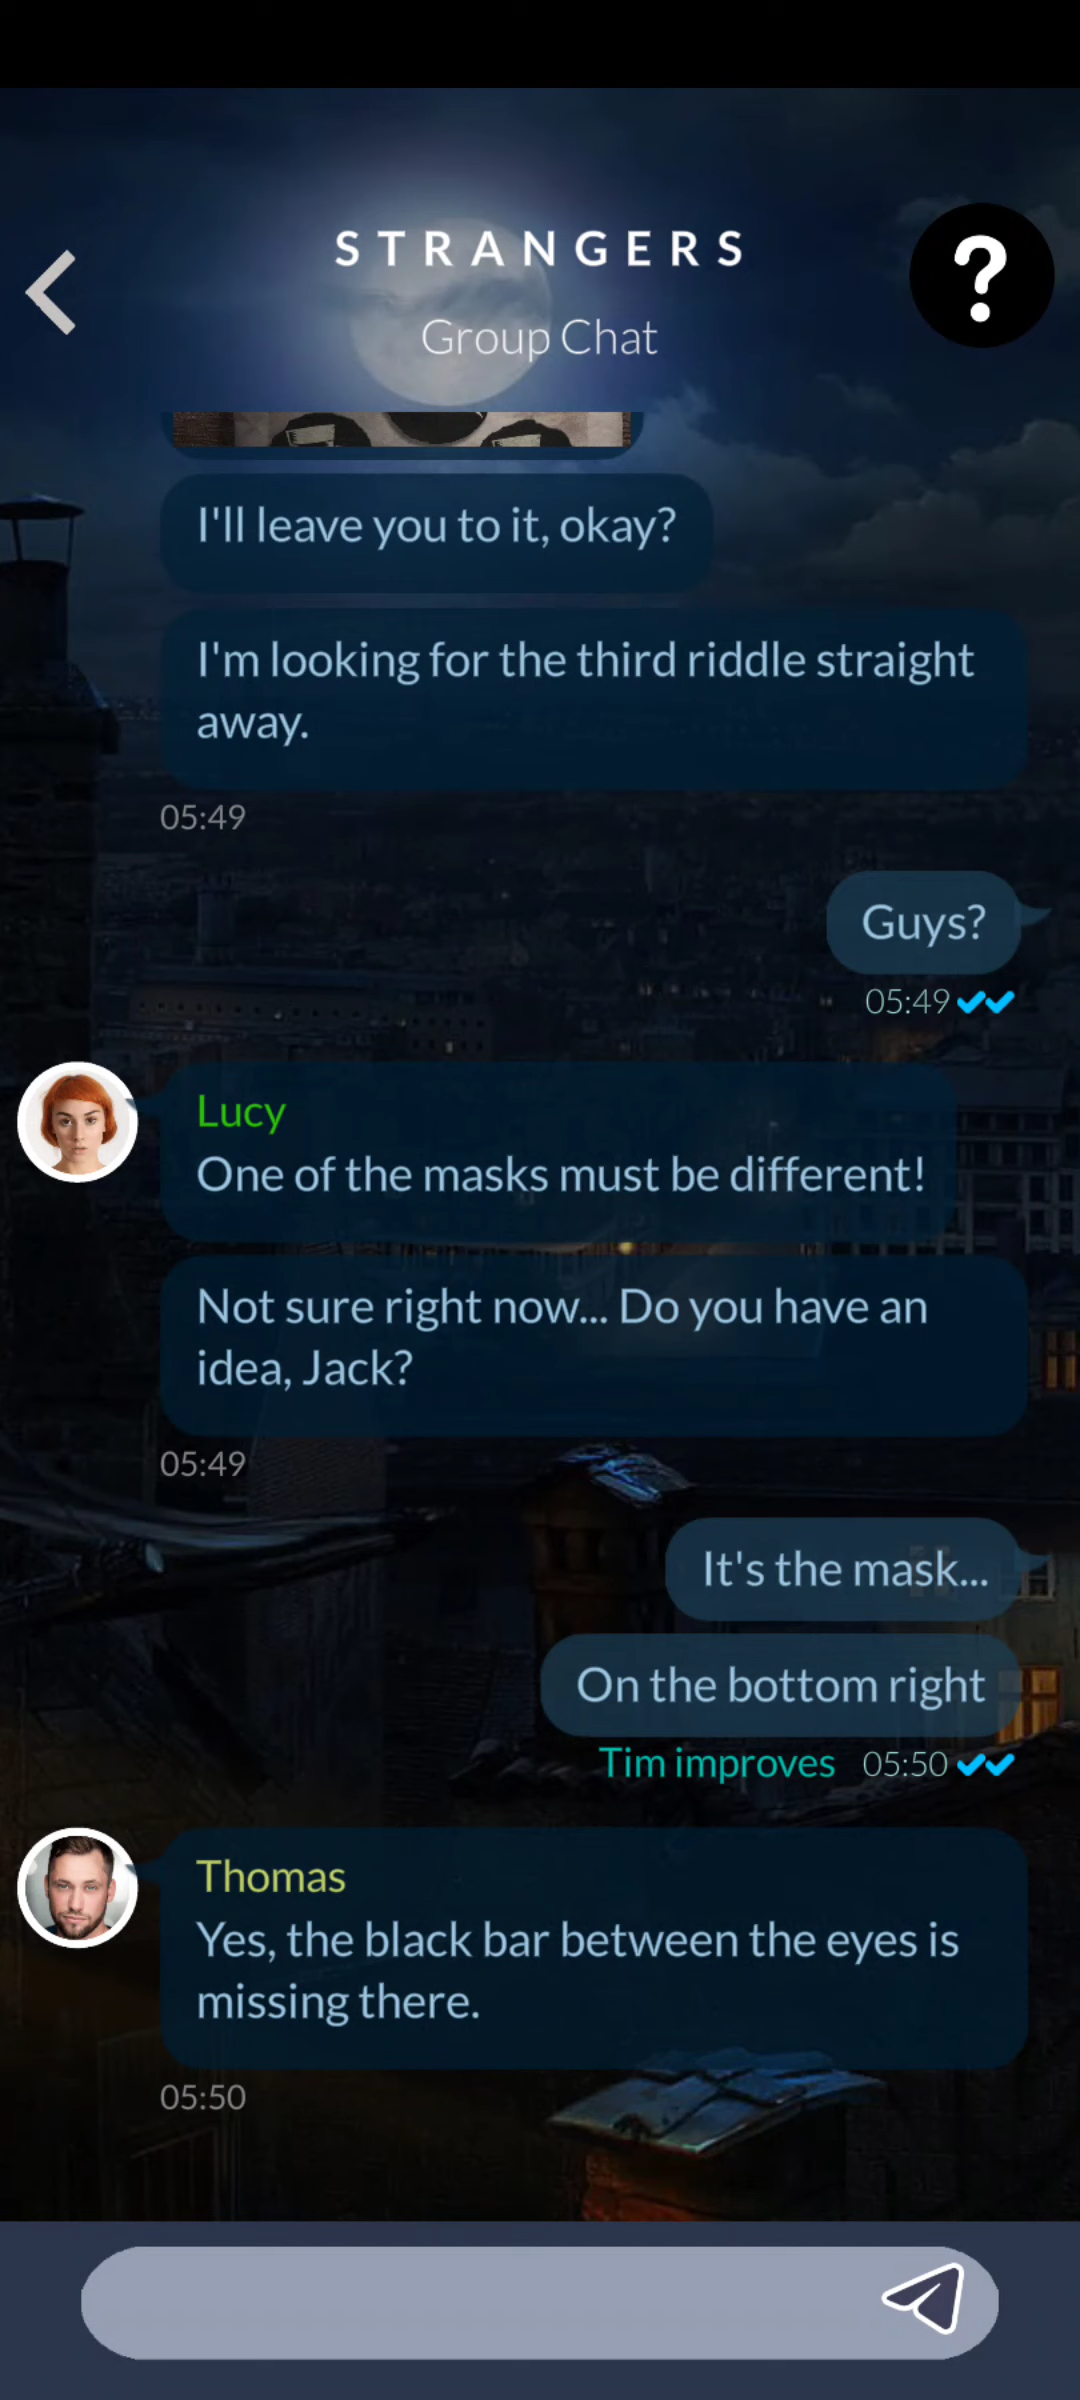 STRANGERS
Group Chat
?
I'll leave you to it, okay?
I'm looking for the third riddle straight
away.
05:49
Guys?
05:49
Lucy
One of the masks must be different!
Not sure right now... Do you have an
idea, Jack?
05:49
It's the mask...
On the bottom right
Tim improves 05:50
Thomas
Yes, the black bar between the eyes is
missing there.
05:50